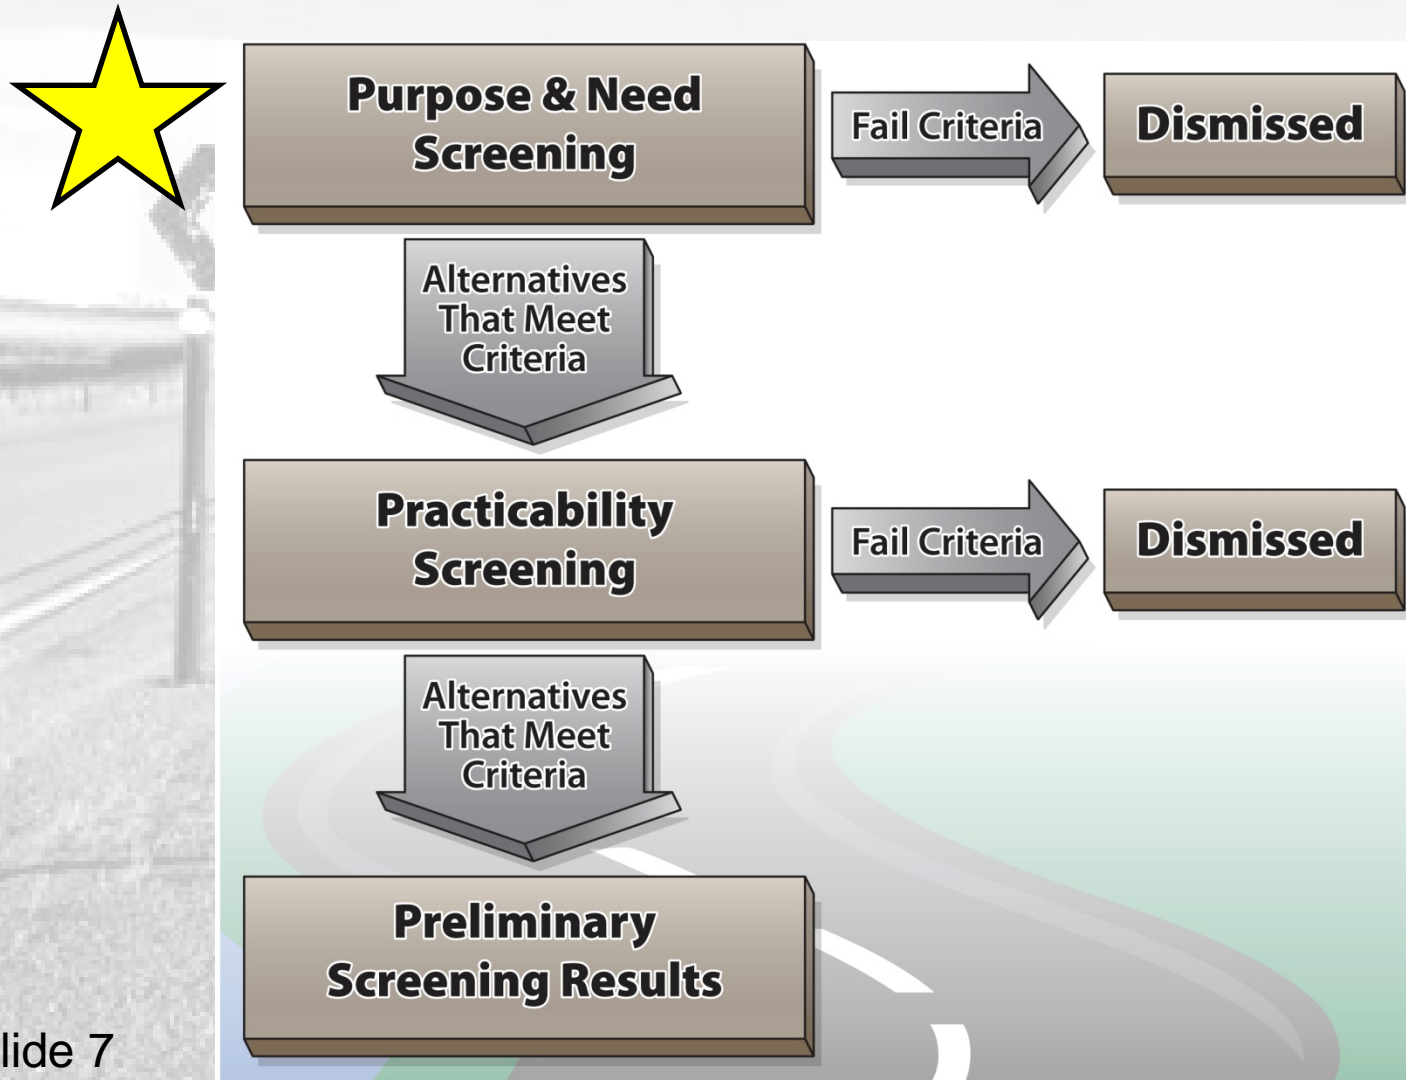 Purpose & Need
Screening
Fail Criteria
Dismissed
Alternatives
That Meet
Criteria
Practicability
Screening
Fail Criteria
Dismissed
Alternatives
That Meet
Criteria
Preliminary
Screening Results
lide 7